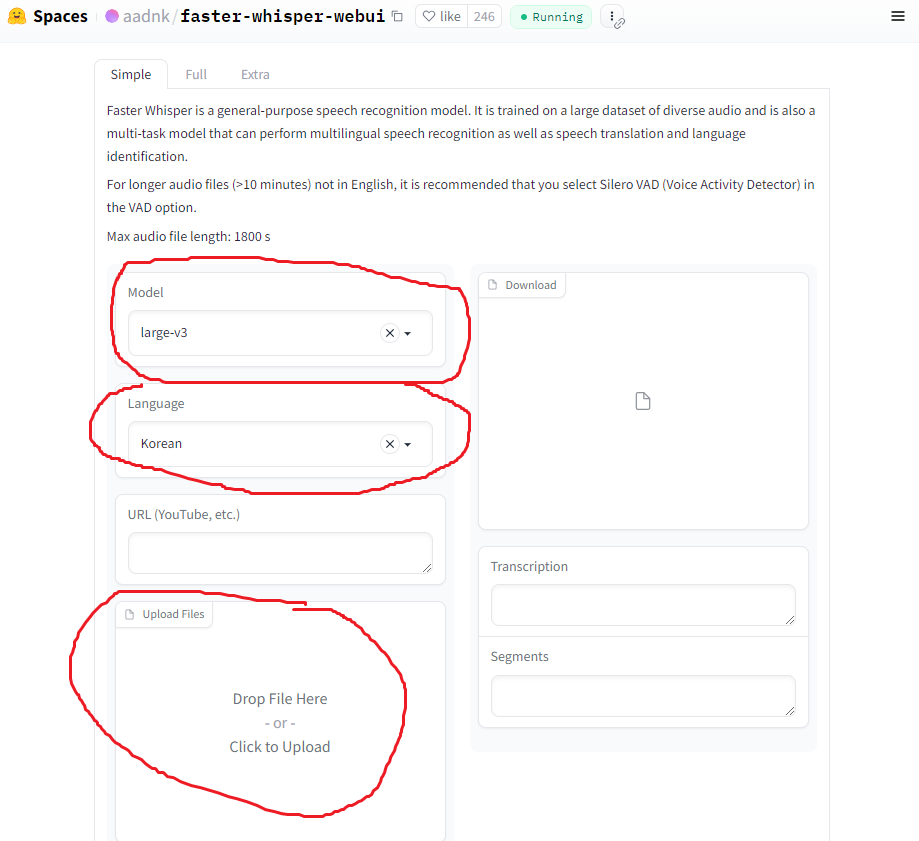 Spaces aadnk/faster-whisper-webui like 246 Running
Simple Full Extra
Faster Whisper is a general-purpose speech recognition model. It is trained on a large dataset of diverse audio and is also a
multi-task model that can perform multilingual speech recognition as well as speech translation and language
identification.
For longer audio files (>10 minutes) not in English, it is recommended that you select Silero VAD (Voice Activity Detector) in
the VAD option.
Max audio file length: 1800 s
Model
large-v3
Language
Korean
URL (YouTube, etc.)
Upload Files
Drop File Here
- or -
Click to Upload
Download
Transcription
Segments